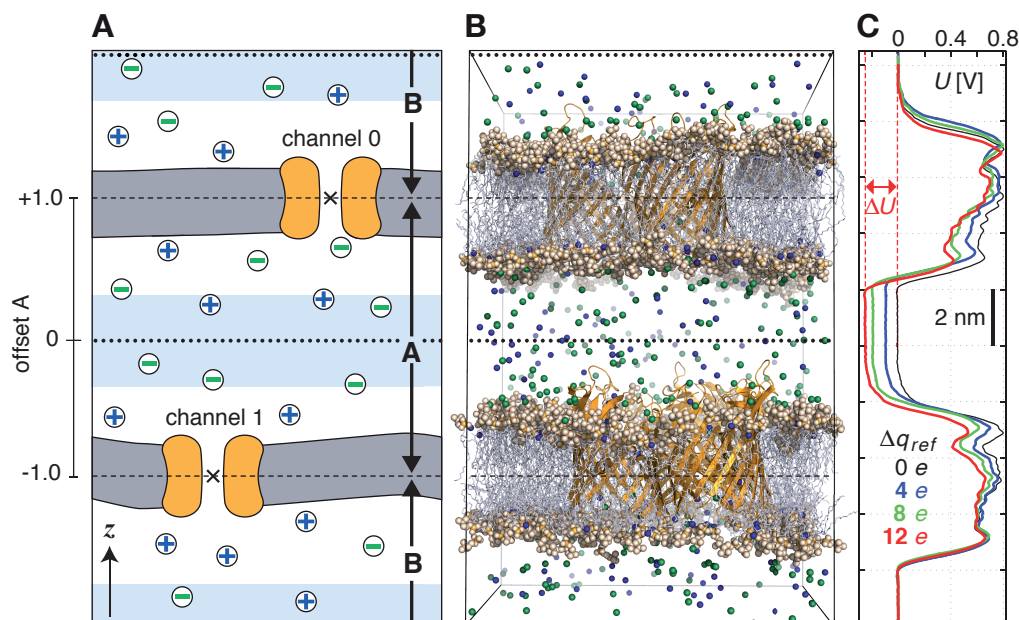 A
B
channel 0
+1.0
offset A
0
A
channel 1
-1.0
z
B
B
C
0 0.4 0.8
U [V]
ΔU
2 nm
Δq_ref
0 e
4 e
8 e
12 e